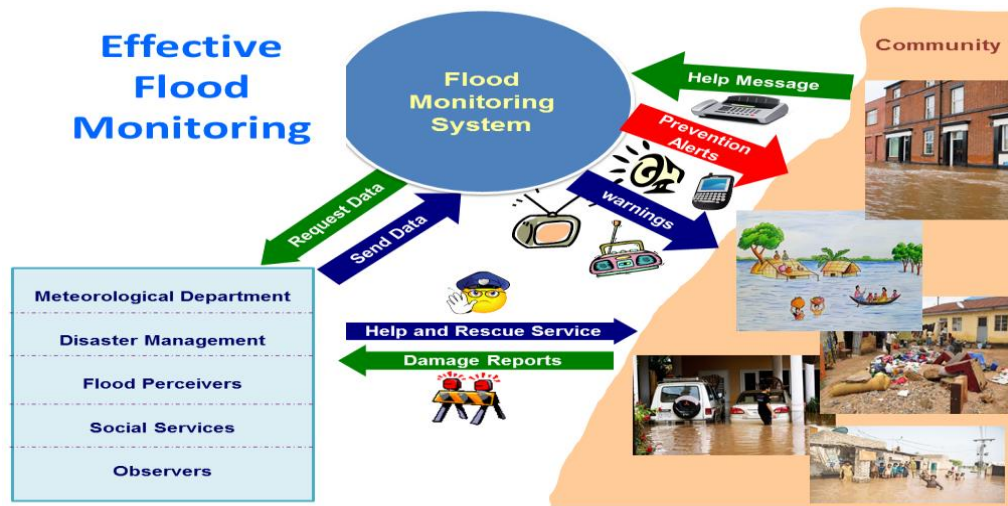 Effective
Flood
Monitoring
Flood
Monitoring
System
Community
Help Message
Prevention
Alerts
warnings
Request Data
Send Data
Meteorological Department
Disaster Management
Flood Perceivers
Social Services
Observers
Help and Rescue Service
Damage Reports